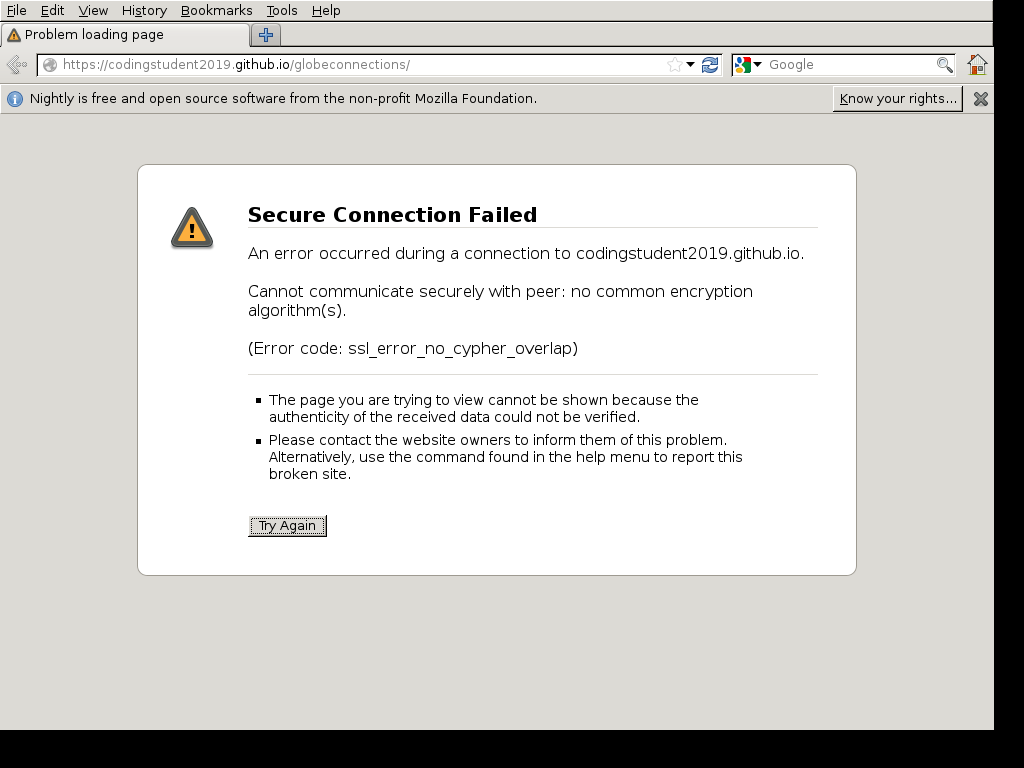 File Edit View History Bookmarks Tools Help
Problem loading page
https://codingstudent2019.github.io/globeconnections/
Google
Nightly is free and open source software from the non-profit Mozilla Foundation.
Know your rights...
Secure Connection Failed
An error occurred during a connection to codingstudent2019.github.io.
Cannot communicate securely with peer: no common encryption
algorithm(s).
(Error code: ssl_error_no_cypher_overlap)
The page you are trying to view cannot be shown because the
authenticity of the received data could not be verified.
Please contact the website owners to inform them of this problem.
Alternatively, use the command found in the help menu to report this
broken site.
Try Again